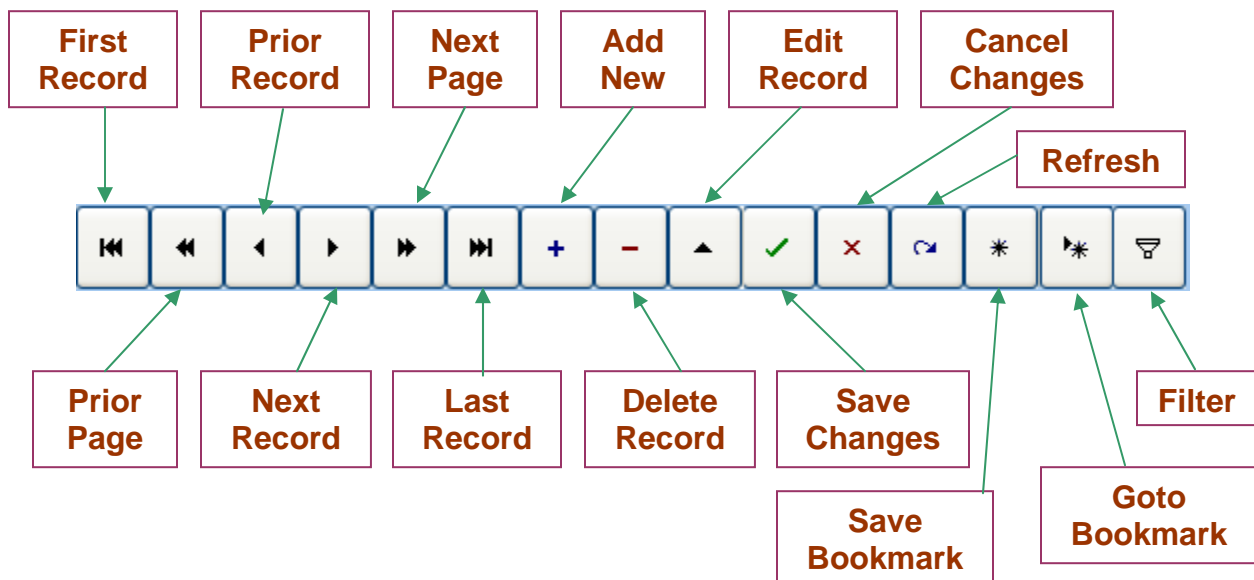 First
Record
Prior
Record
Next
Page
Add
New
Edit
Record
Cancel
Changes
Refresh
Prior
Page
Next
Record
Last
Record
Delete
Record
Save
Changes
Filter
Save
Bookmark
Goto
Bookmark